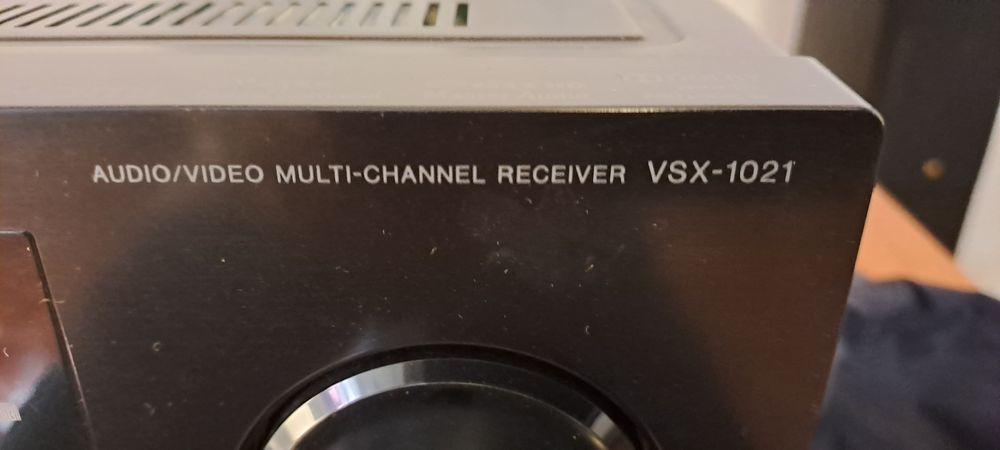 AUDIO/VIDEO MULTI-CHANNEL RECEIVER VSX-1021